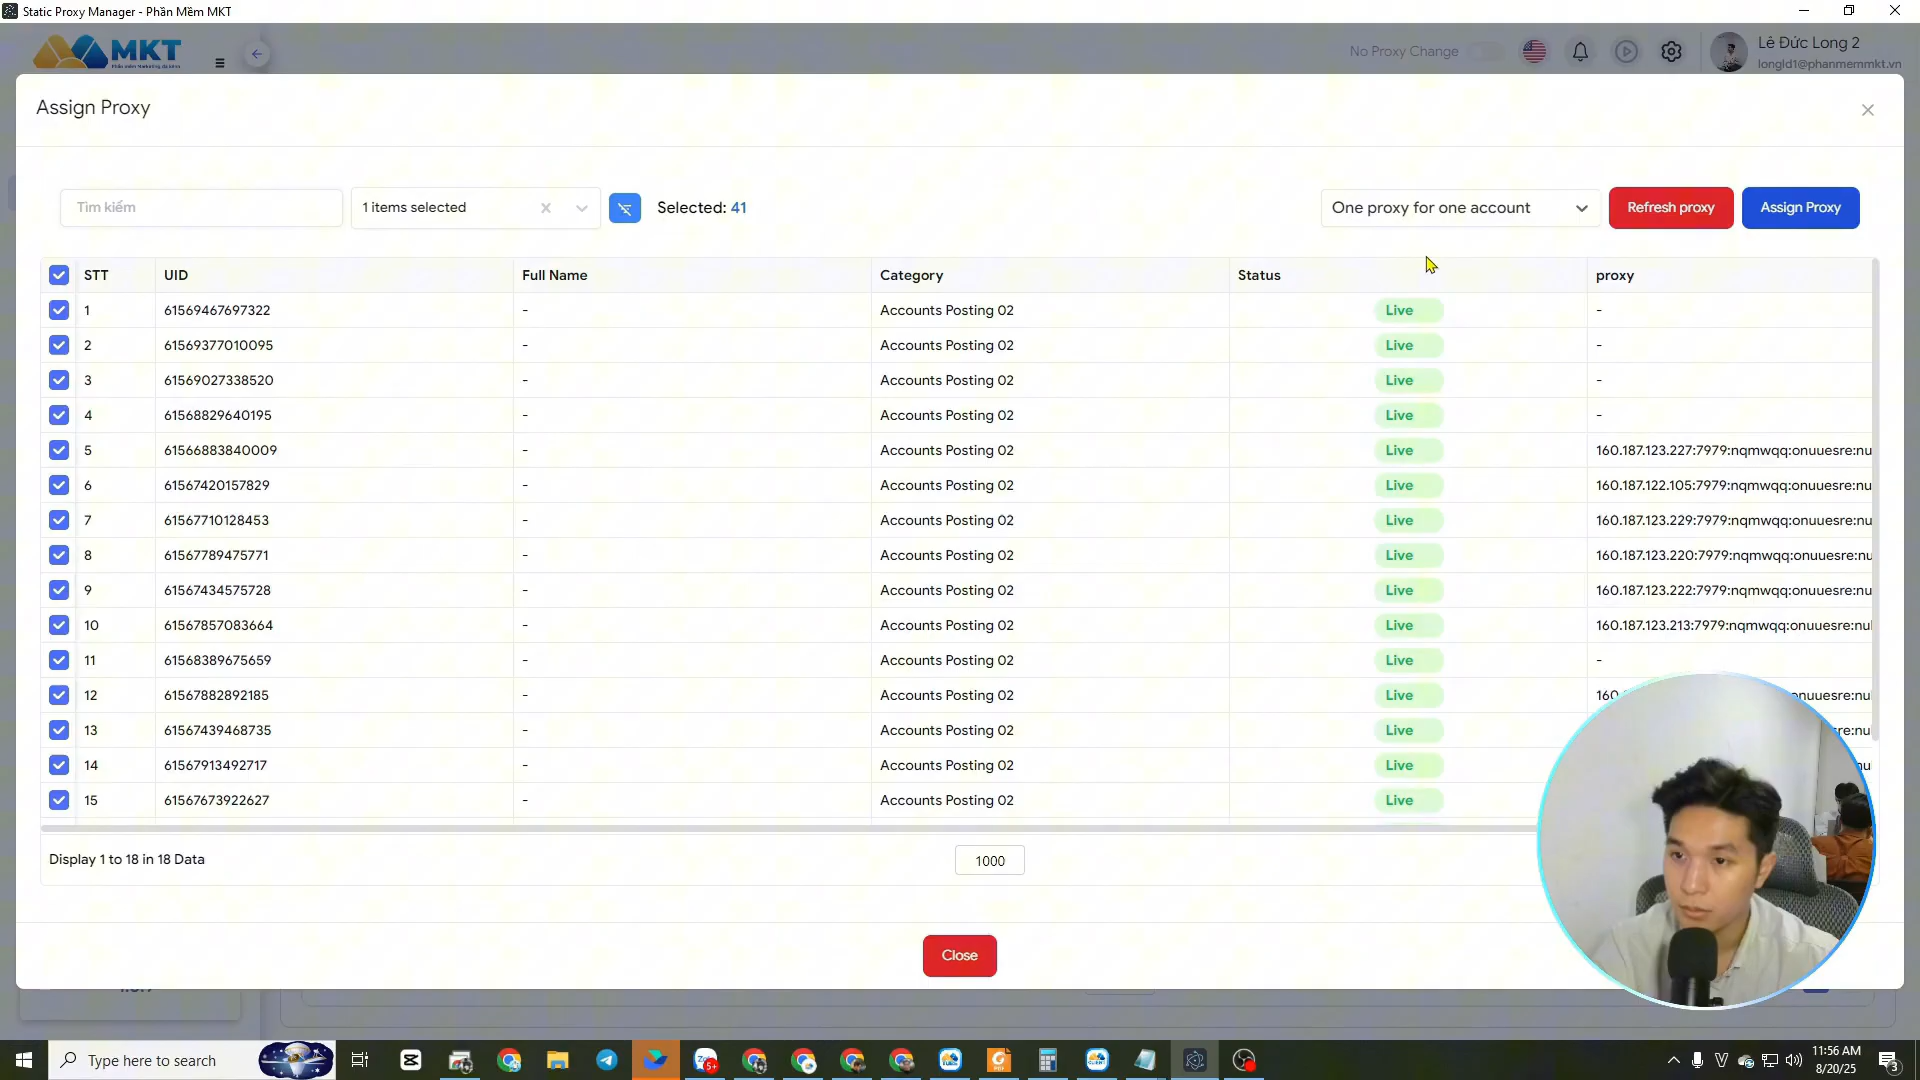 Static Proxy Manager - Phần Mềm MKT
MKT
No Proxy Change
Lê Đức Long 2
longld1@phanmemmkt.vn
Assign Proxy
Tìm kiếm
1 items selected
Selected: 41
One proxy for one account
Refresh proxy
Assign Proxy
STT UID Full Name Category Status proxy
1 61569467697322 - Accounts Posting 02 Live -
2 61569377010095 - Accounts Posting 02 Live -
3 61569027338520 - Accounts Posting 02 Live -
4 61568829640195 - Accounts Posting 02 Live -
5 61566883840009 - Accounts Posting 02 Live 160.187.123.227:7979:nqmwqq:onuuesre:nu
6 61567420157829 - Accounts Posting 02 Live 160.187.122.105:7979:nqmwqq:onuuesre:nu
7 61567710128453 - Accounts Posting 02 Live 160.187.123.229:7979:nqmwqq:onuuesre:nu
8 61567789475771 - Accounts Posting 02 Live 160.187.123.220:7979:nqmwqq:onuuesre:nu
9 61567434575728 - Accounts Posting 02 Live 160.187.123.222:7979:nqmwqq:onuuesre:nu
10 61567857083664 - Accounts Posting 02 Live 160.187.123.213:7979:nqmwqq:onuuesre:nul
11 61568389675659 - Accounts Posting 02 Live -
12 61567882892185 - Accounts Posting 02 Live
13 61567439468735 - Accounts Posting 02 Live
14 61567913492717 - Accounts Posting 02 Live
15 61567673922627 - Accounts Posting 02 Live
Display 1 to 18 in 18 Data
1000
Close
Type here to search
11:56 AM
8/20/25